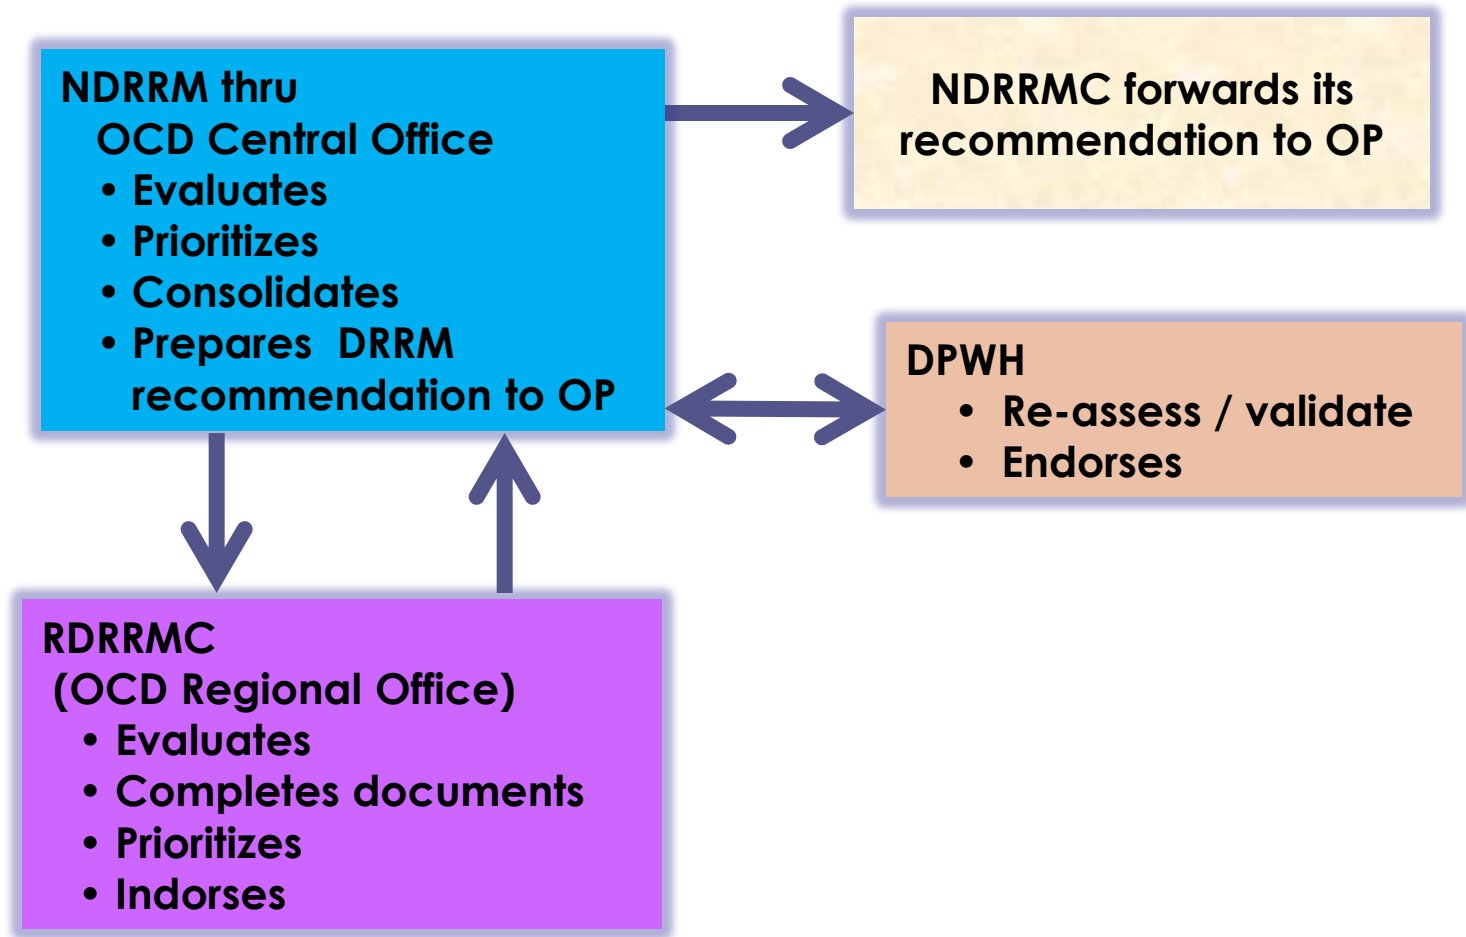 NDRRM thru
OCD Central Office
• Evaluates
• Prioritizes
• Consolidates
• Prepares DRRM
recommendation to OP
NDRRMC forwards its
recommendation to OP
DPWH
• Re-assess / validate
• Endorses
RDRRMC
(OCD Regional Office)
• Evaluates
• Completes documents
• Prioritizes
• Indorses